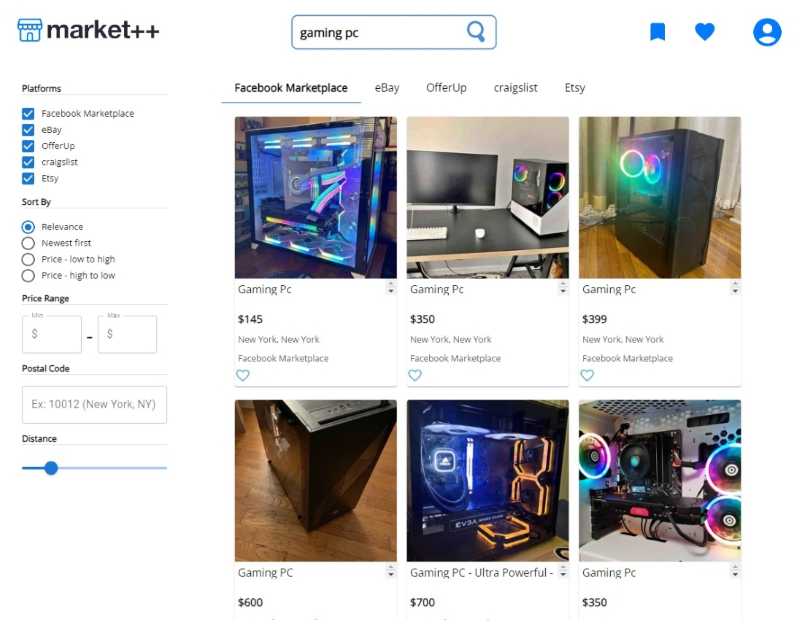 market++
gaming pc
Platforms
Facebook Marketplace
eBay
OfferUp
craigslist
Etsy
Sort By
Relevance
Newest first
Price - low to high
Price - high to low
Price Range
Min
$
-
Max
$
Postal Code
Ex: 10012 (New York, NY)
Distance
Facebook Marketplace eBay OfferUp craigslist Etsy
Gaming Pc
$145
New York, New York
Facebook Marketplace
Gaming Pc
$350
New York, New York
Facebook Marketplace
Gaming Pc
$399
New York, New York
Facebook Marketplace
Gaming PC
$600
EVGA
Gaming PC - Ultra Powerful -
$700
Gaming Pc
$350